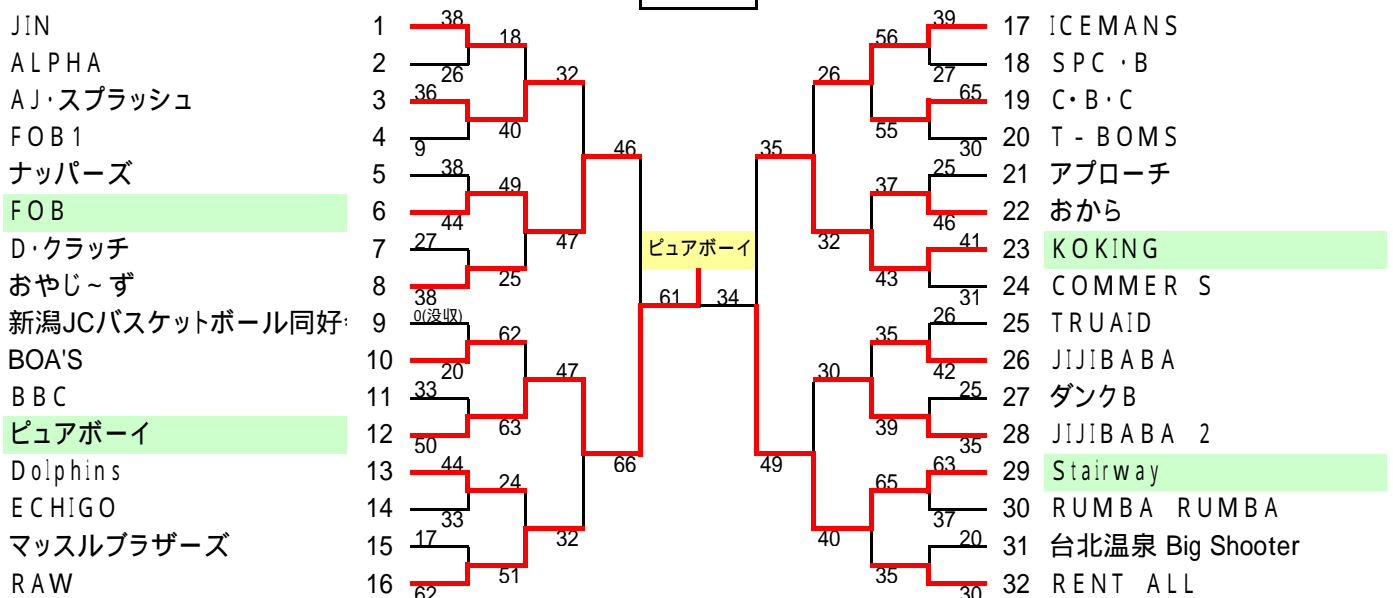 JIN 1 38 39 17 ICEMANS
18 56
ALPHA 2 26 27 18 SPC・B
32 26
AJ・スプラッシュ 3 36 65 19 C・B・C
40 55
FOB1 4 9 30 20 T-BOMS
46 35
ナッパーズ 5 38 25 21 アプローチ
49 37
FOB 6 44 46 22 おから
47 32
D・クラッチ 7 27 41 23 KOKING
ピュアボーイ
25 43
おやじ~ず 8 38 31 24 COMMER S
61 34
新潟JCバスケットボール同好 9 0(没収) 26 25 TRUAID
62 35
BOA'S 10 20 42 26 JIJIBABA
47 30
BBC 11 33 25 27 ダンクB
63 39
ピュアボーイ 12 50 35 28 JIJIBABA 2
66 49
Dolphins 13 44 63 29 Stairway
24 65
ECHIGO 14 33 37 30 RUMBA RUMBA
32 40
マッスルブラザーズ 15 17 20 31 台北温泉 Big Shooter
51 35
RAW 16 62 30 32 RENT ALL